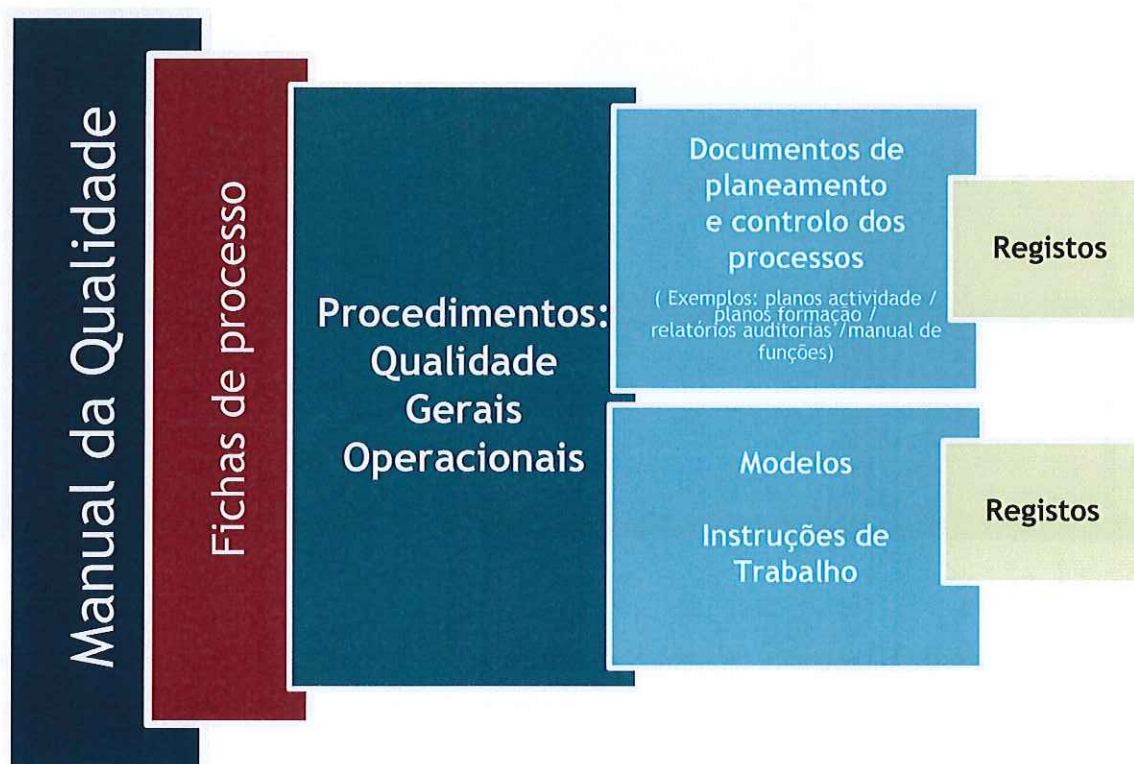 Manual da Qualidade
Fichas de processo
Procedimentos:
Qualidade
Gerais
Operacionais
Documentos de
planeamento
e controlo dos
processos
( Exemplos: planos actividade /
planos formação /
relatórios auditorias /manual de
funções)
Registos
Modelos
Instruções de
Trabalho
Registos